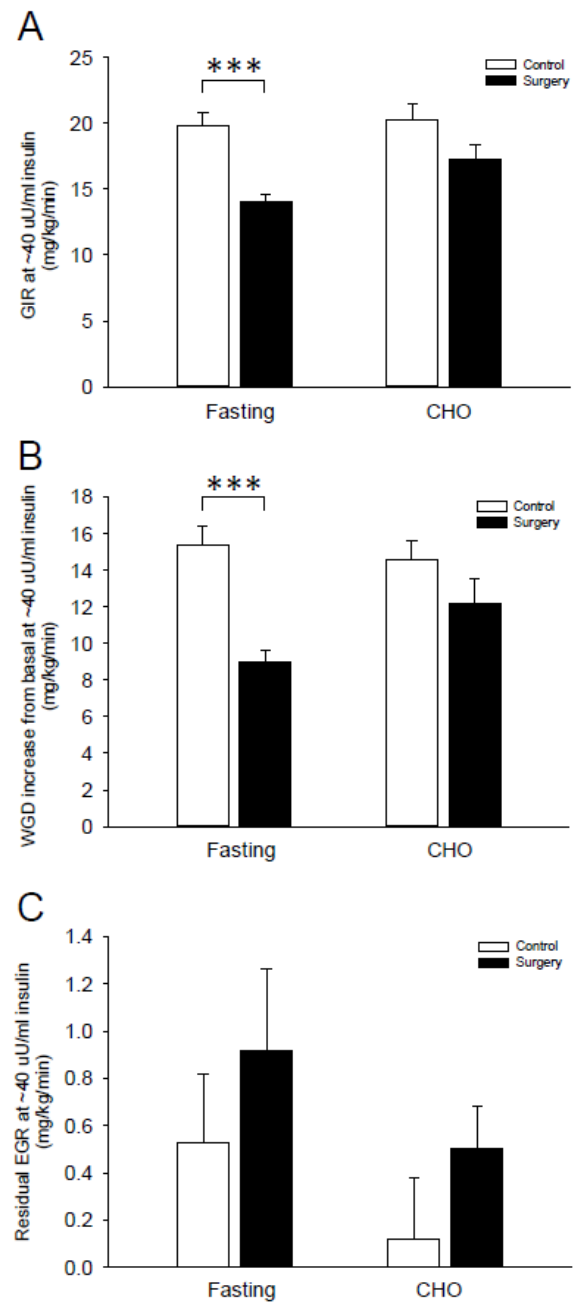 A
GIR at ~40 uU/ml insulin
(mg/kg/min)
25
20
15
10
5
0
***
Control
Surgery
Fasting
CHO
B
WGD increase from basal at ~40 uU/ml insulin
(mg/kg/min)
18
16
14
12
10
8
6
4
2
0
***
Control
Surgery
Fasting
CHO
C
Residual EGR at ~40 uU/ml insulin
(mg/kg/min)
1.4
1.2
1.0
0.8
0.6
0.4
0.2
0.0
Control
Surgery
Fasting
CHO